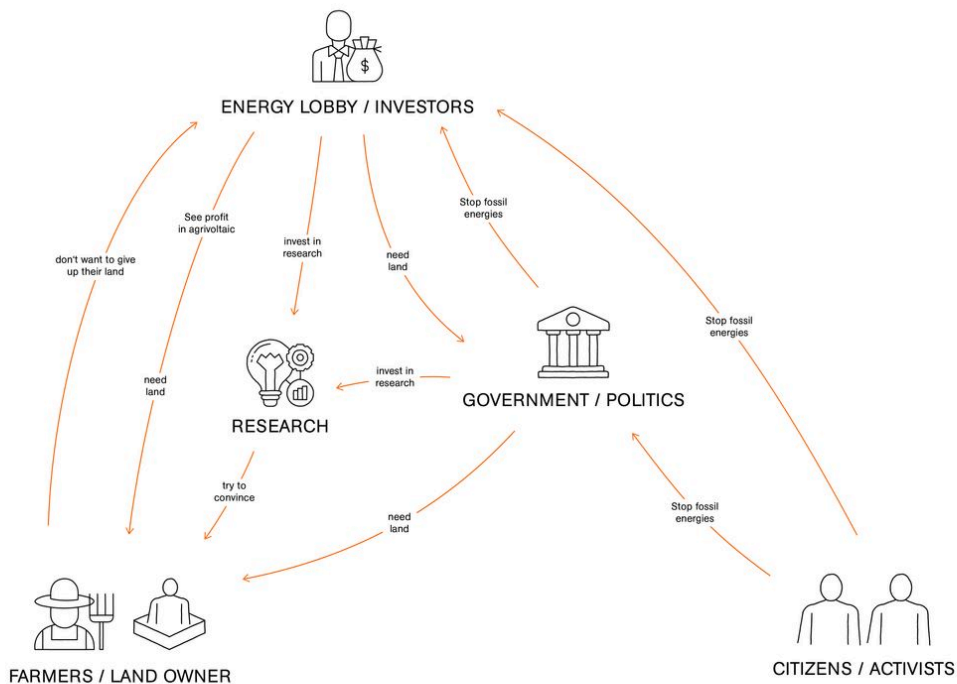 $
ENERGY LOBBY / INVESTORS
See profit
in agrivoltaic
Stop fossil
energies
don't want to give
up their land
invest in
research
need
land
Stop fossil
energies
need
land
invest in
research
GOVERNMENT / POLITICS
RESEARCH
try to
convince
need
land
Stop fossil
energies
FARMERS / LAND OWNER
CITIZENS / ACTIVISTS